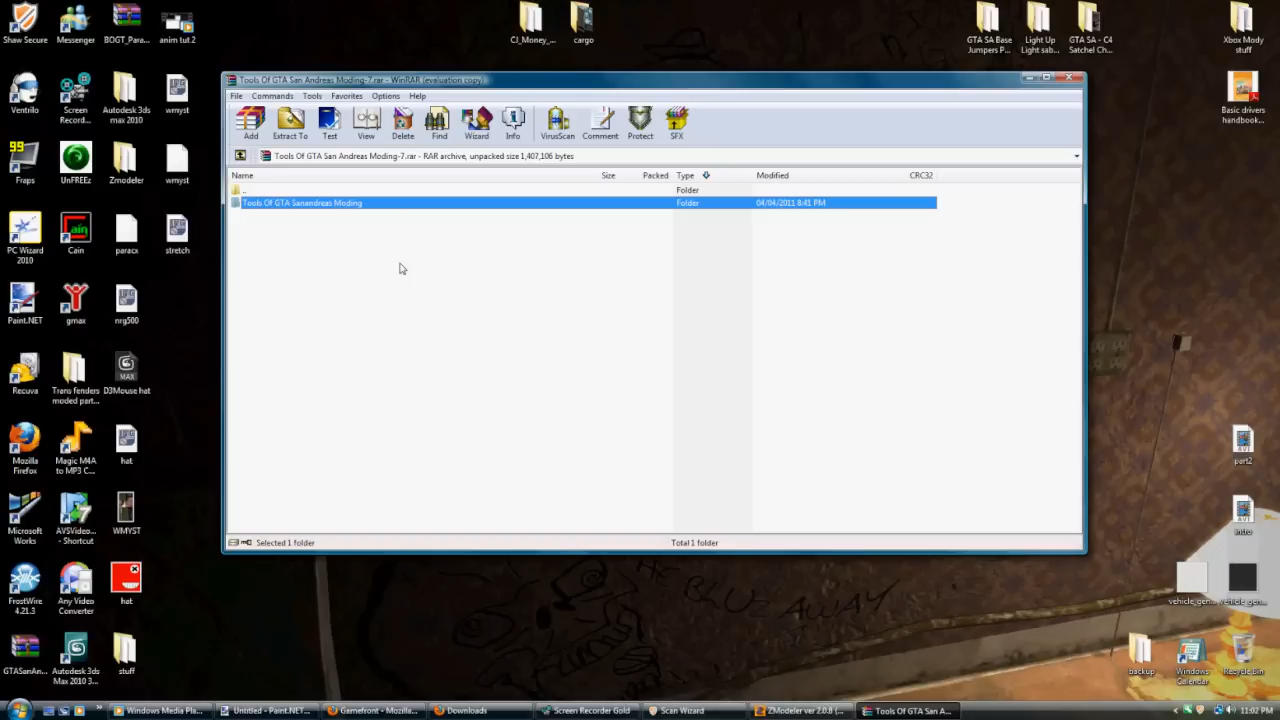 Shaw Secure
Messenger
BOGT_Para...
anim tut.2
CJ_Money_...
cargo
GTA SA Base Jumpers P...
Light Up Light sab...
GTA SA - C4 Satchel Ch...
Xbox Mody stuff
Tools Of GTA San Andreas Moding-7.rar - WinRAR (evaluation copy)
File Commands Tools Favorites Options Help
Add Extract To Test View Delete Find Wizard Info VirusScan Comment Protect SFX
Tools Of GTA San Andreas Moding-7.rar - RAR archive, unpacked size 1,407,106 bytes
Name Size Packed Type Modified CRC32
.. Folder
Tools Of GTA Sanandreas Moding Folder 04/04/2011 8:41 PM
Selected 1 folder
Total 1 folder
Ventrilo
Screen Record...
Autodesk 3ds max 2010
wmyst
Basic drivers handbook...
99
Fraps
UnFREEz
Zmodeler
wmyst
PC Wizard 2010
Cain
paracx
stretch
Paint.NET
gmax
nrg500
Recuva
Trans fenders moded part...
MAX
D3Mouse hat
Mozilla Firefox
Magic M4A to MP3 C...
hat
part2
Microsoft Works
AVSVideo... - Shortcut
WMYST
intro
FrostWire 4.21.3
Any Video Converter
hat
vehicle_gen...
vehicle_gen...
GTASanAn...
Autodesk 3ds Max 2010 3...
stuff
backup
Windows Calendar
Recycle Bin
Windows Media Pla...
Untitled - Paint.NET...
Gamefront - Mozilla...
Downloads
Screen Recorder Gold
Scan Wizard
ZModeler ver 2.0.8 (...
Tools Of GTA San A...
11:02 PM